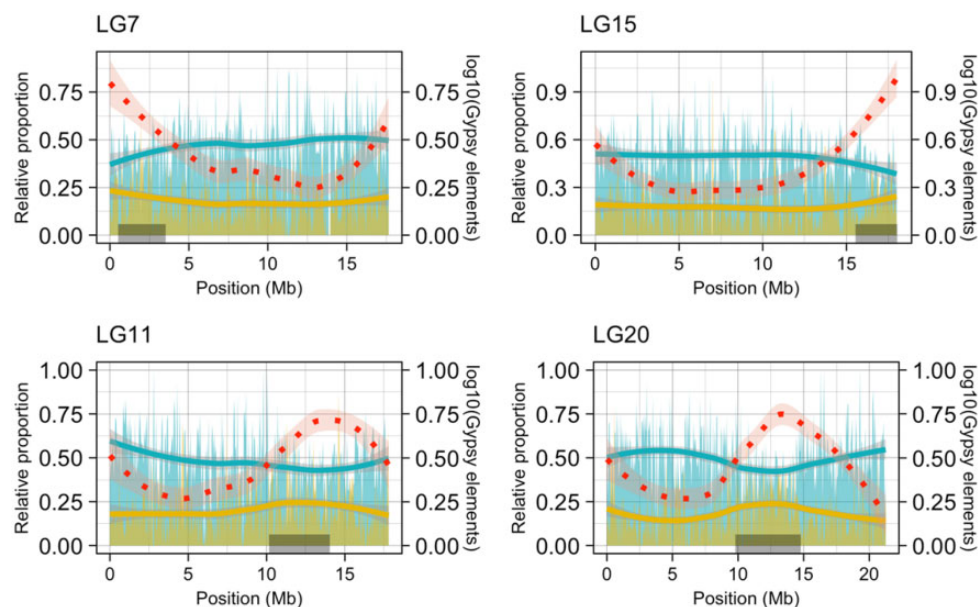 LG7
Relative proportion
0.75
0.50
0.25
0.00
0.75
0.50
0.25
0.00
log10(Gypsy elements)
0 5 10 15
Position (Mb)
LG15
Relative proportion
0.9
0.6
0.3
0.0
0.9
0.6
0.3
0.0
log10(Gypsy elements)
0 5 10 15
Position (Mb)
LG11
Relative proportion
1.00
0.75
0.50
0.25
0.00
1.00
0.75
0.50
0.25
0.00
log10(Gypsy elements)
0 5 10 15
Position (Mb)
LG20
Relative proportion
1.00
0.75
0.50
0.25
0.00
1.00
0.75
0.50
0.25
0.00
log10(Gypsy elements)
0 5 10 15 20
Position (Mb)